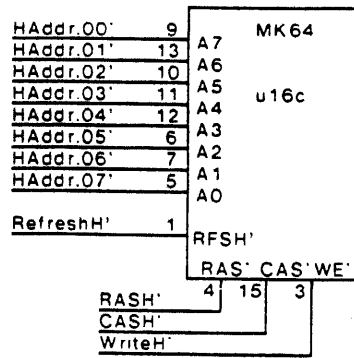 HAddr.00' 9 A7 MK64
HAddr.01' 13 A6
HAddr.02' 10 A5
HAddr.03' 11 A4 u16c
HAddr.04' 12 A3
HAddr.05' 6 A2
HAddr.06' 7 A1
HAddr.07' 5 A0
RefreshH' 1 RFSH'
RAS' CAS' WE'
4 15 3
RASH'
CASH'
WriteH'